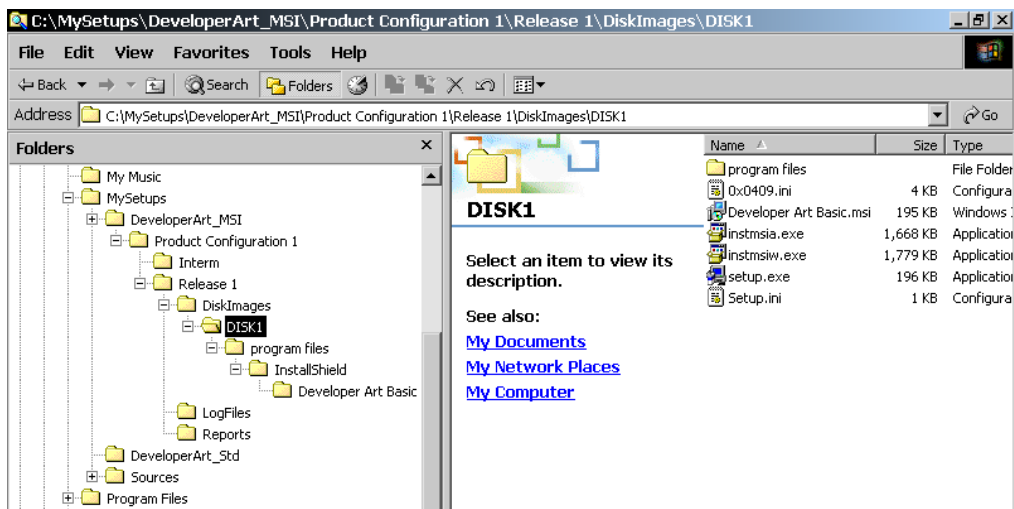 C:\MySetups\DeveloperArt_MSI\Product Configuration 1\Release 1\DiskImages\DISK1
File Edit View Favorites Tools Help
Back Search Folders
Address C:\MySetups\DeveloperArt_MSI\Product Configuration 1\Release 1\DiskImages\DISK1 Go
Folders
My Music
MySetups
DeveloperArt_MSI
Product Configuration 1
Interm
Release 1
DiskImages
DISK1
program files
InstallShield
Developer Art Basic
LogFiles
Reports
DeveloperArt_Std
Sources
Program Files
DISK1
Select an item to view its
description.
See also:
My Documents
My Network Places
My Computer
Name Size Type
program files File Folder
0x0409.ini 4 KB Configura
Developer Art Basic.msi 195 KB Windows
instmsia.exe 1,668 KB Application
instmsiw.exe 1,779 KB Application
setup.exe 196 KB Application
Setup.ini 1 KB Configura